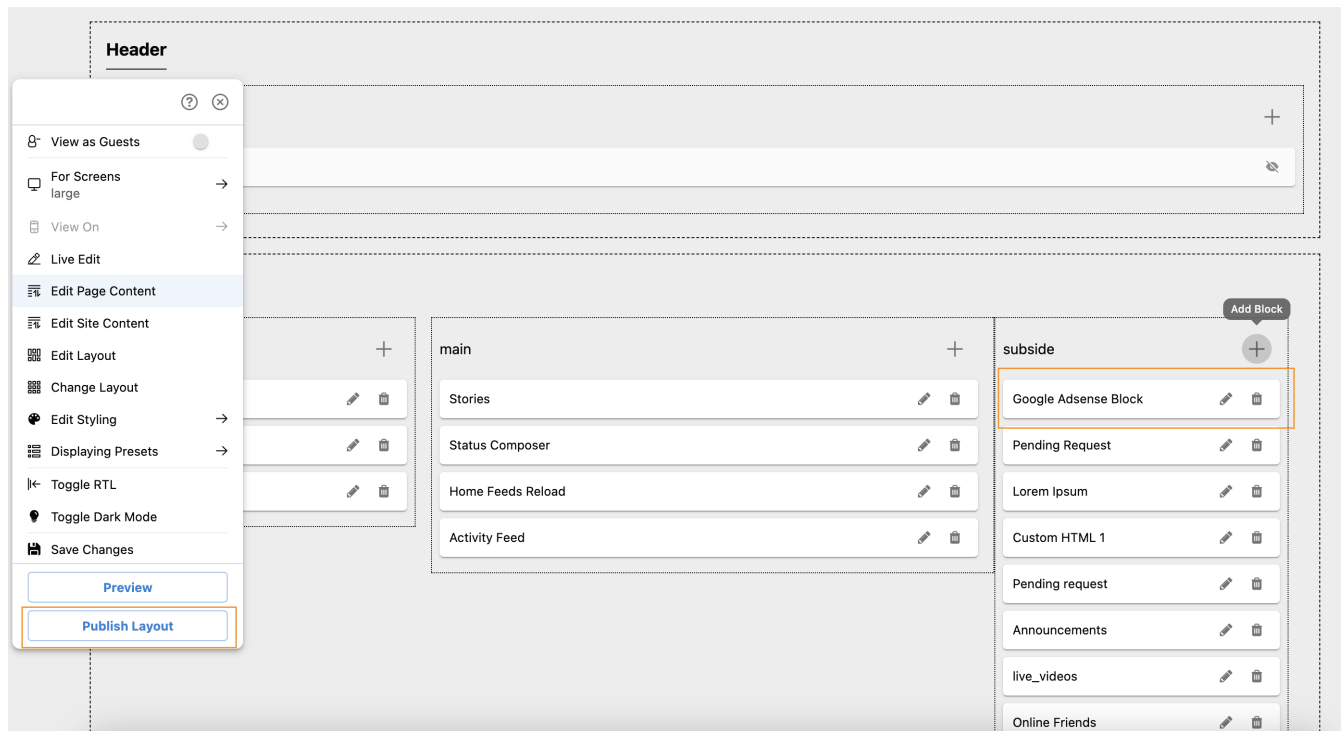 Header
?
View as Guests
For Screens
large
View On
Live Edit
Edit Page Content
Edit Site Content
Edit Layout
Change Layout
Edit Styling
Displaying Presets
Toggle RTL
Toggle Dark Mode
Save Changes
Preview
Publish Layout
main
Stories
Status Composer
Home Feeds Reload
Activity Feed
Add Block
subside
Google Adsense Block
Pending Request
Lorem Ipsum
Custom HTML 1
Pending request
Announcements
live_videos
Online Friends